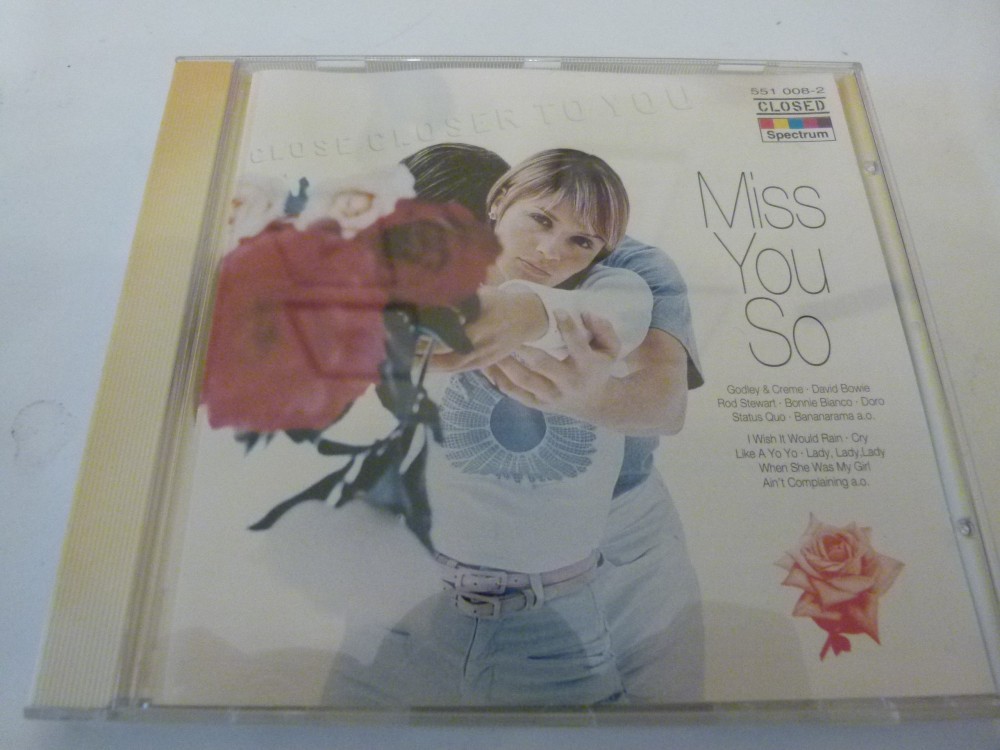 551 008-2
CLOSED
Spectrum
CLOSE CLOSER TO YOU
Miss
You
So
Godley & Creme · David Bowie
Rod Stewart · Bonnie Bianco · Doro
Status Quo · Bananarama a.o.
I Wish It Would Rain · Cry
Like A Yo Yo · Lady, Lady,Lady
When She Was My Girl
Ain't Complaining a.o.